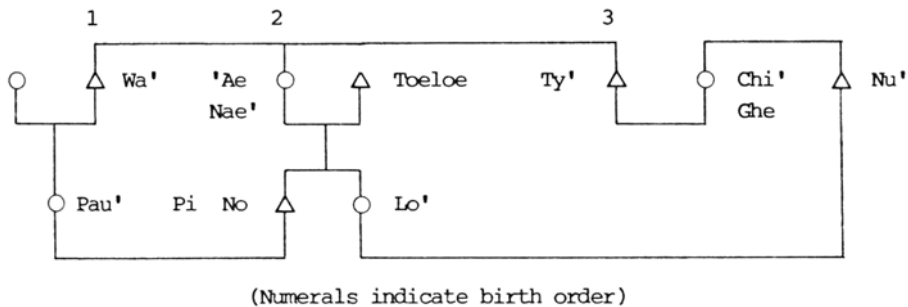 1 2 3
Wa' 'Ae Toeloe Ty' Chi' Nu'
Nae' Ghe
Pau' Pi No Lo'
(Numerals indicate birth order)